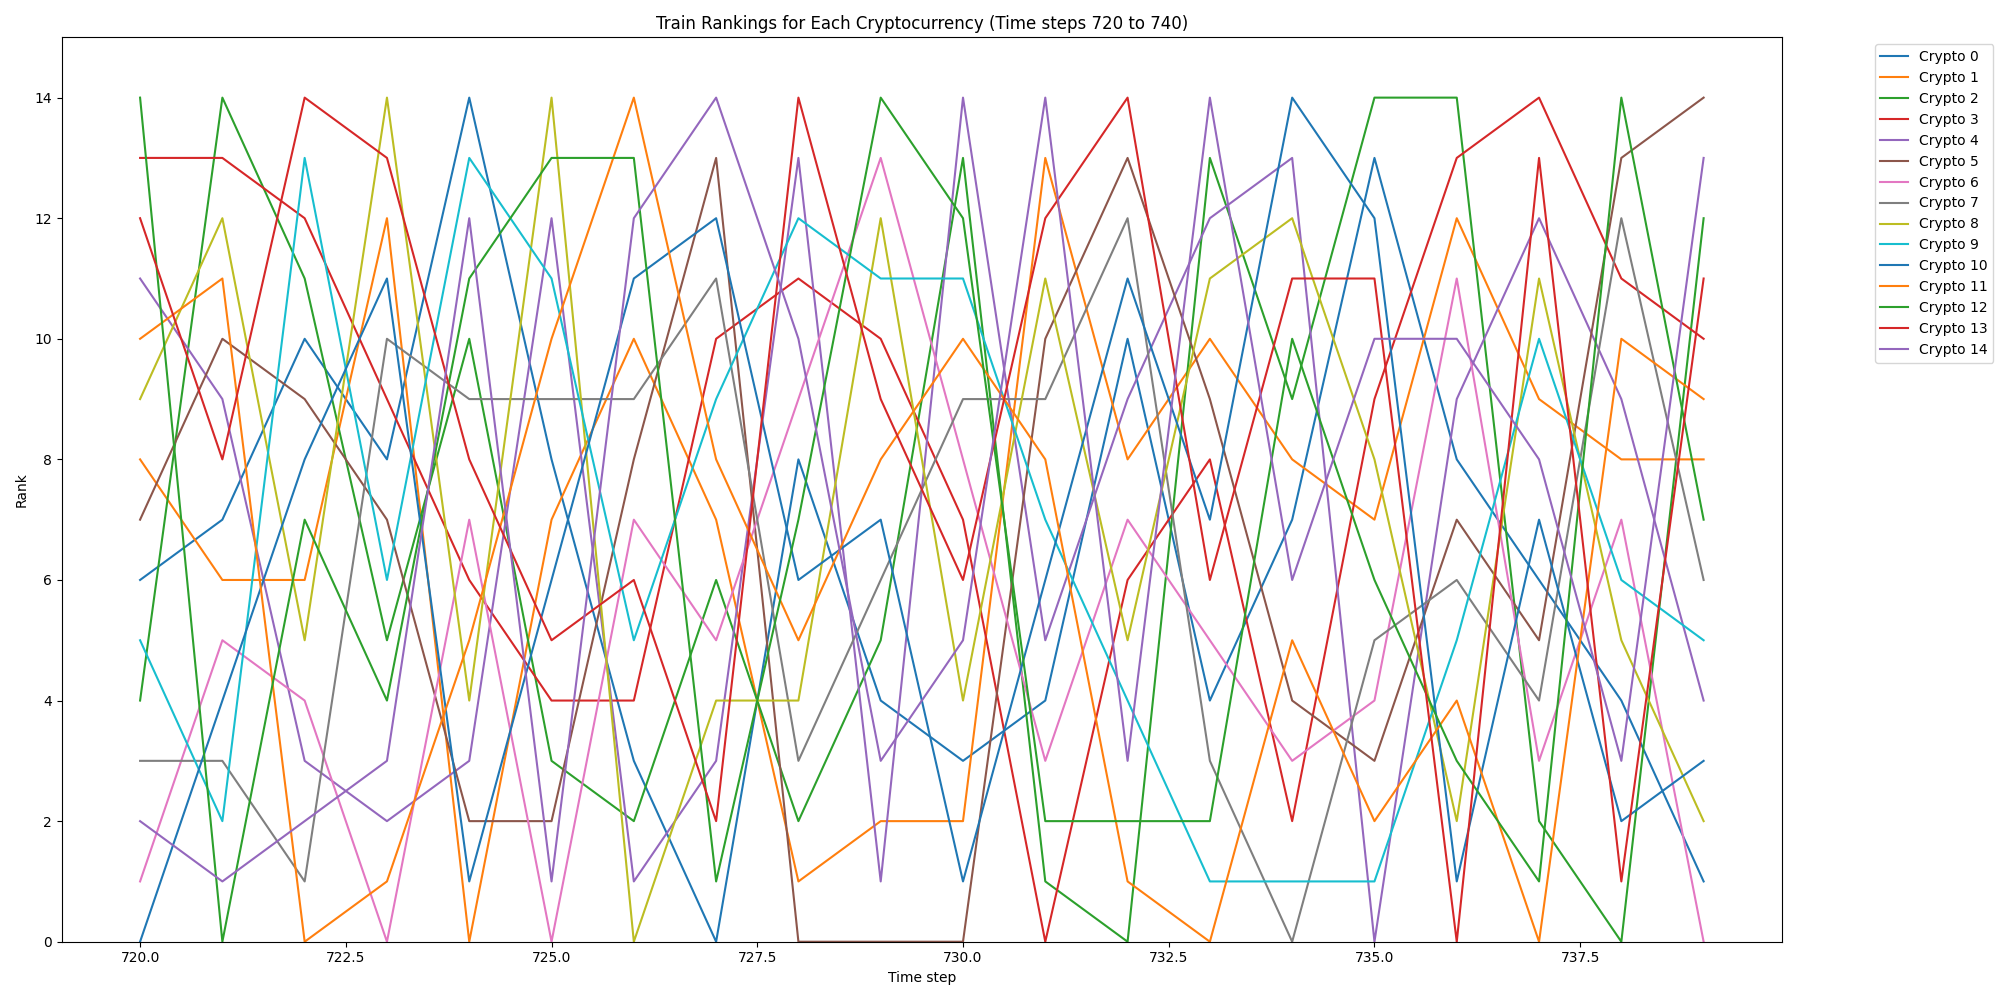 Train Rankings for Each Cryptocurrency (Time steps 720 to 740)
Rank
14
12
10
8
6
4
2
0
720.0
722.5
725.0
727.5
730.0
732.5
735.0
737.5
Time step
Crypto 0
Crypto 1
Crypto 2
Crypto 3
Crypto 4
Crypto 5
Crypto 6
Crypto 7
Crypto 8
Crypto 9
Crypto 10
Crypto 11
Crypto 12
Crypto 13
Crypto 14